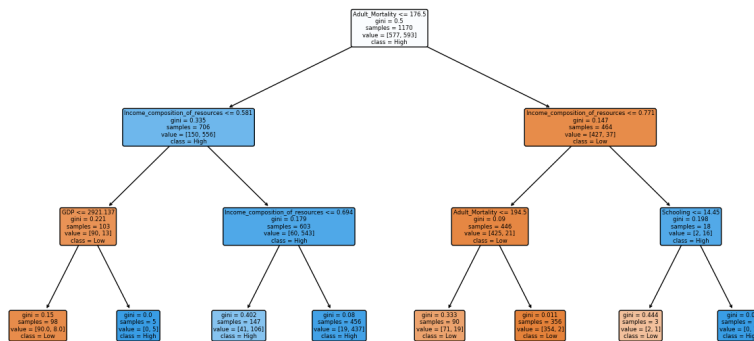 Adult_Mortality <= 176.5
gini = 0.5
samples = 1170
value = [577, 593]
class = High
Income_composition_of_resources <= 0.581
gini = 0.335
samples = 706
value = [150, 556]
class = High
Income_composition_of_resources <= 0.771
gini = 0.147
samples = 464
value = [427, 37]
class = Low
GDP <= 2921.137
gini = 0.221
samples = 103
value = [90, 13]
class = Low
Income_composition_of_resources <= 0.694
gini = 0.179
samples = 603
value = [60, 543]
class = High
Adult_Mortality <= 194.5
gini = 0.09
samples = 446
value = [425, 21]
class = Low
Schooling <= 14.45
gini = 0.198
samples = 18
value = [2, 16]
class = High
gini = 0.15
samples = 98
value = [90.0, 8.0]
class = Low
gini = 0.0
samples = 5
value = [0, 5]
class = High
gini = 0.402
samples = 147
value = [41, 106]
class = High
gini = 0.08
samples = 456
value = [19, 437]
class = High
gini = 0.333
samples = 90
value = [71, 19]
class = Low
gini = 0.011
samples = 356
value = [354, 2]
class = Low
gini = 0.444
samples = 3
value = [2, 1]
class = Low
gini = 0.0
samples =
value = [0,
class = High